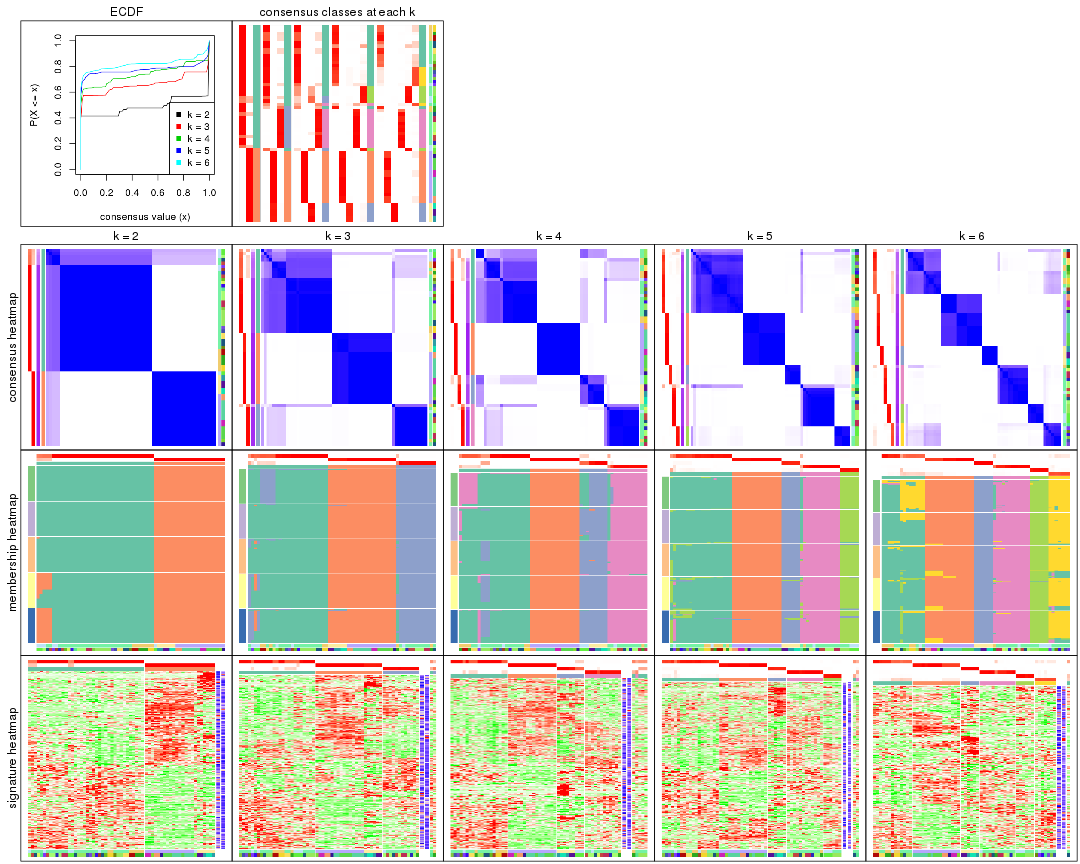 ECDF
consensus classes at each k
P(X <= x)
0.0 0.2 0.4 0.6 0.8 1.0
k = 2
k = 3
k = 4
k = 5
k = 6
0.0 0.2 0.4 0.6 0.8 1.0
consensus value (x)
k = 2
k = 3
k = 4
k = 5
k = 6
consensus heatmap
membership heatmap
signature heatmap